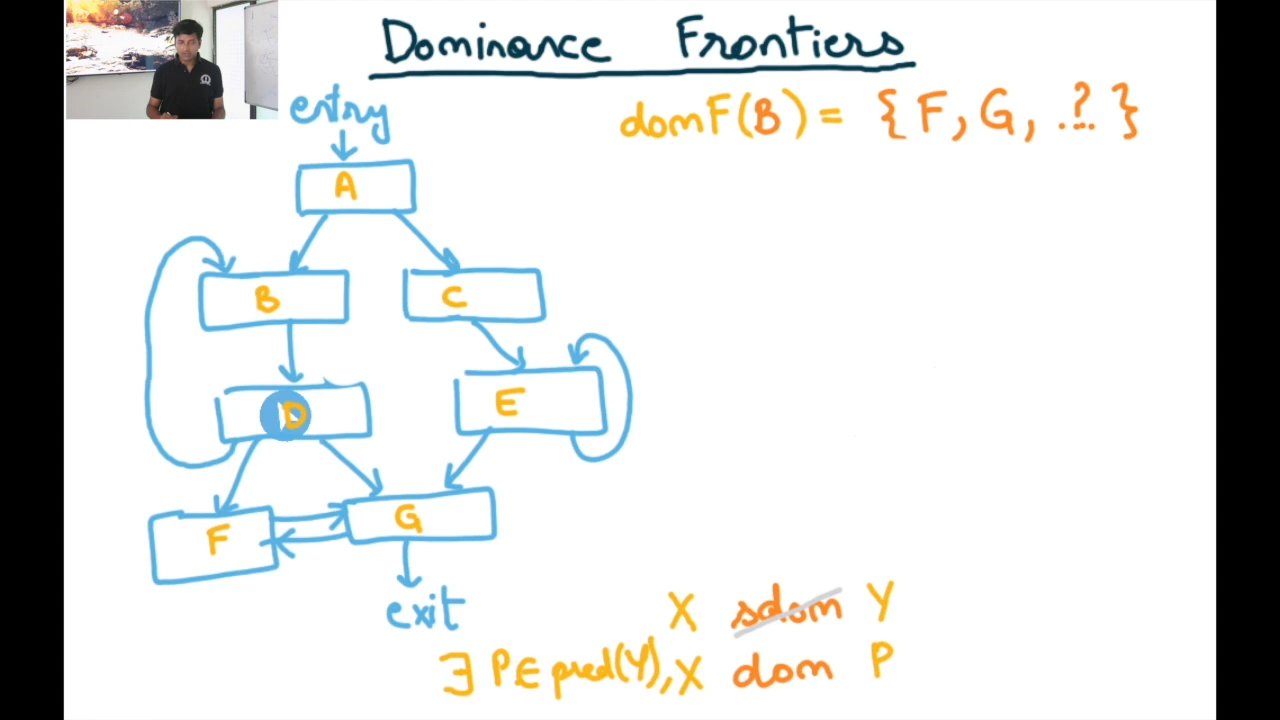 Dominance Frontiers
entry
domF(B) = {F, G, ..?.. }
A
B
C
D
E
F
G
exit
X sdom Y
∃ P∈ pred(Y), X dom P